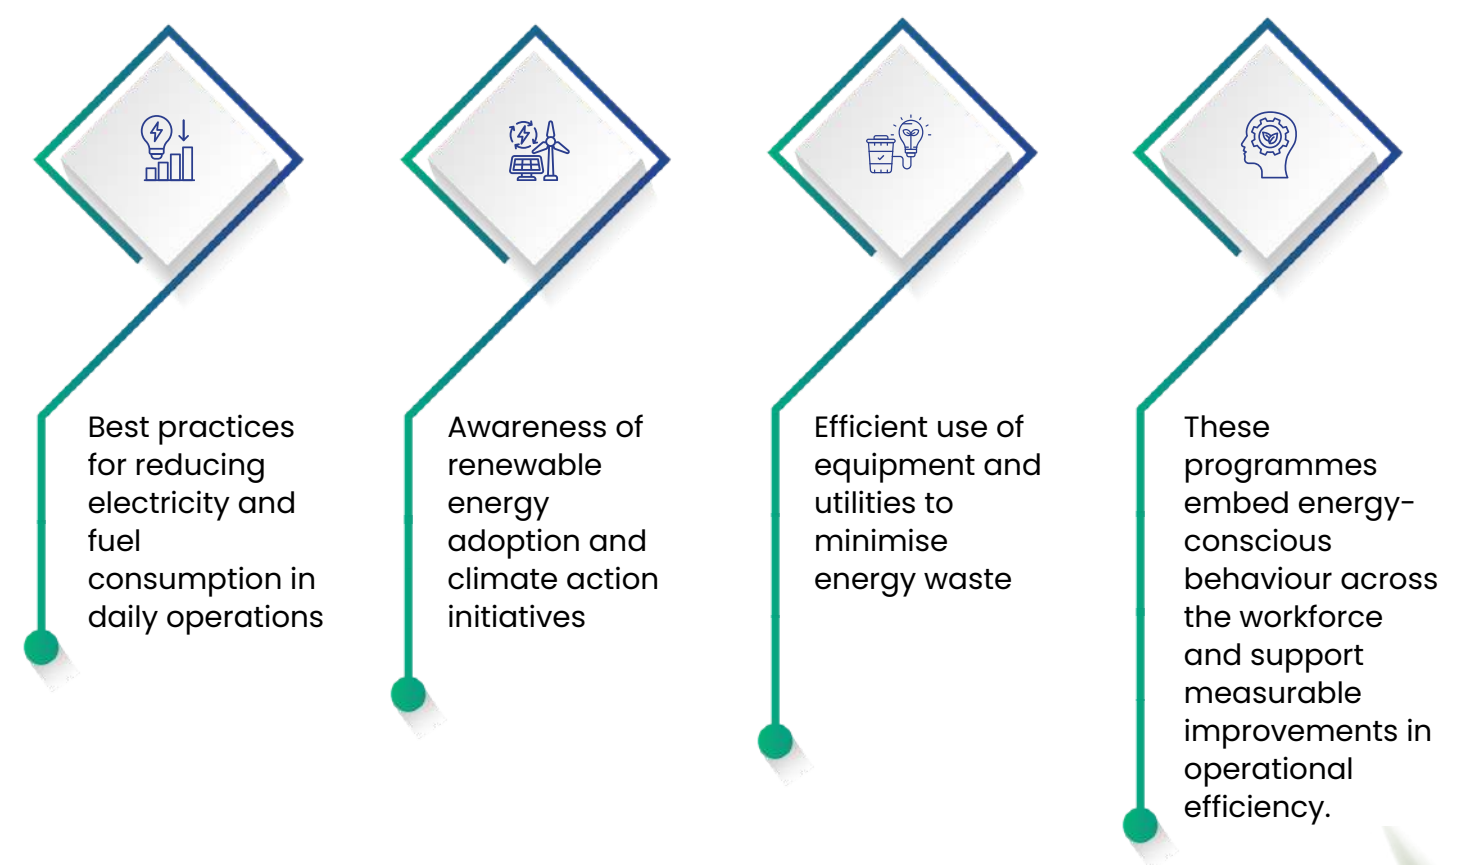 Best practices
for reducing
electricity and
fuel
consumption in
daily operations
Awareness of
renewable
energy
adoption and
climate action
initiatives
Efficient use of
equipment and
utilities to
minimise
energy waste
These
programmes
embed energy-
conscious
behaviour across
the workforce
and support
measurable
improvements in
operational
efficiency.